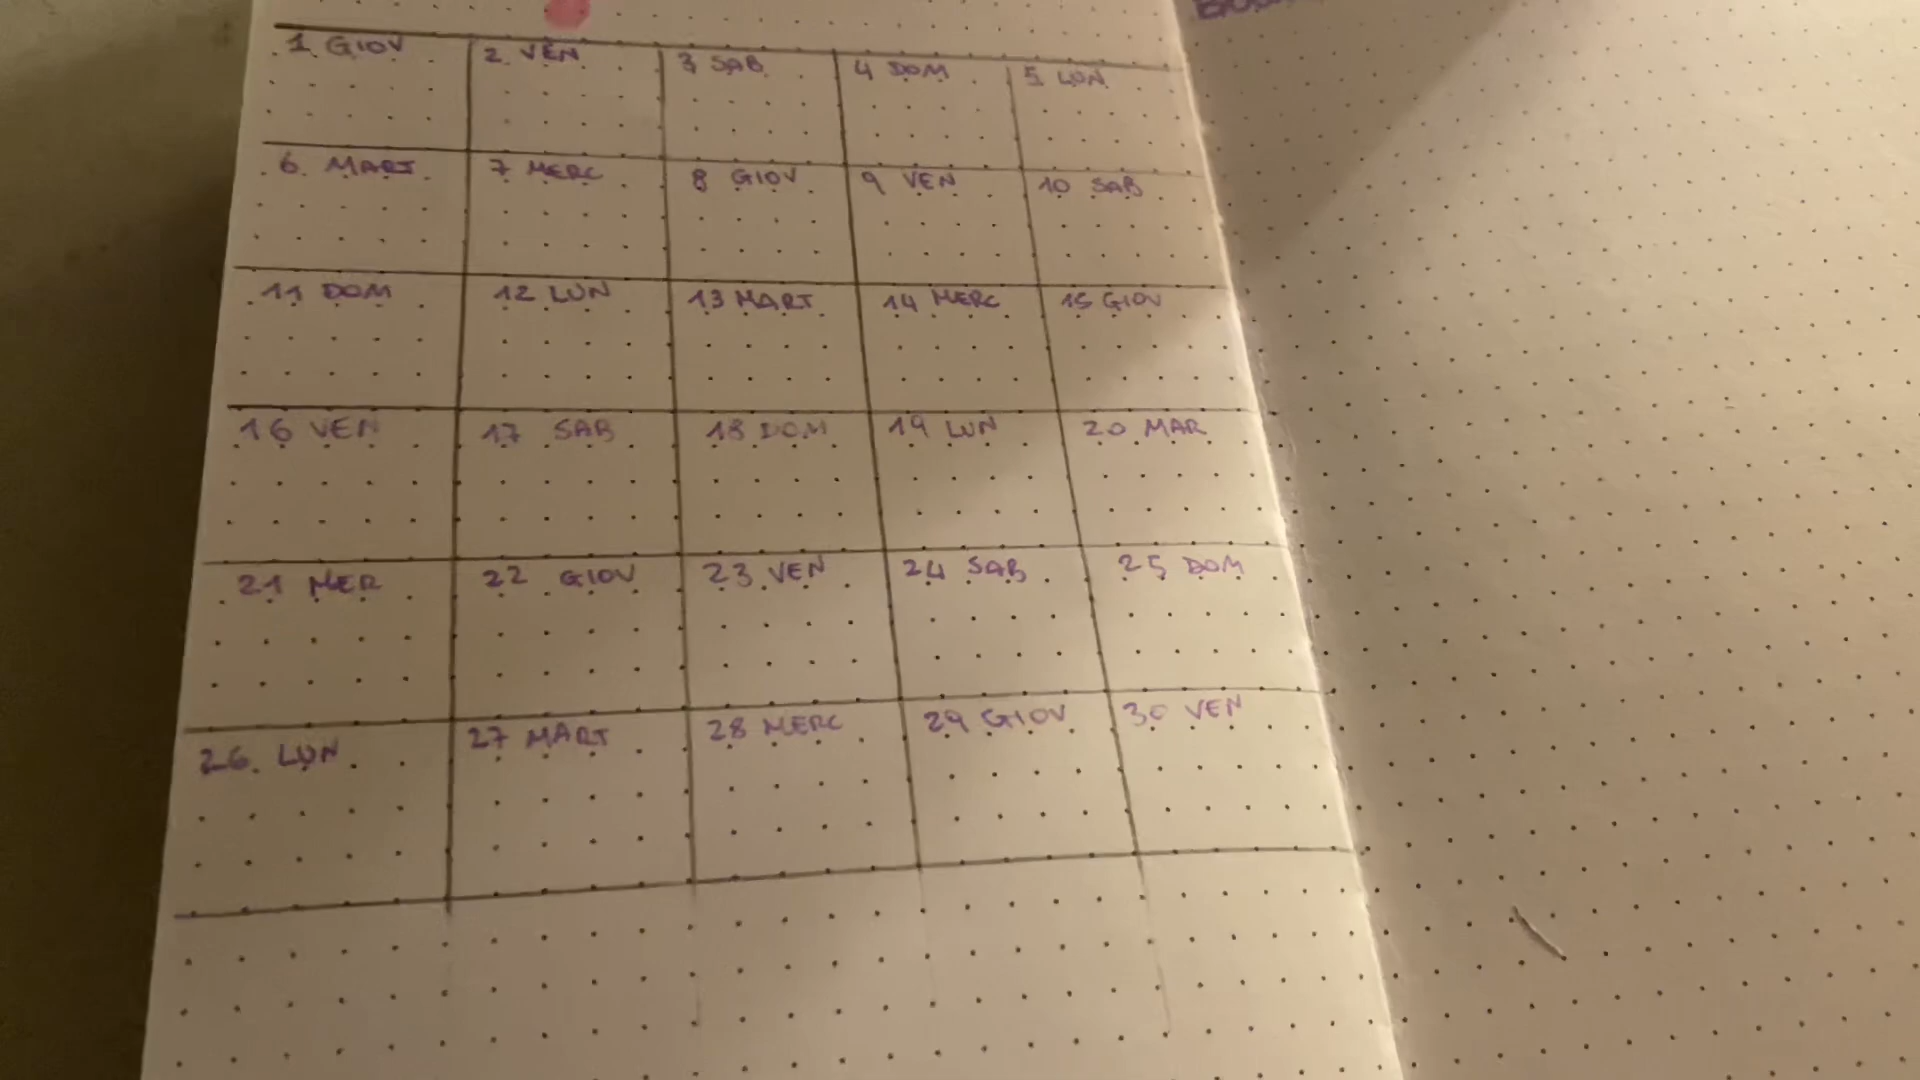 1 GIOV
2 VEN
3 SAB
4 DOM
5 LUN
6 MART
7 MERC
8 GIOV
9 VEN
10 SAB
11 DOM
12 LUN
13 MART
14 MERC
15 GIOV
16 VEN
17 SAB
18 DOM
19 LUN
20 MAR
21 MER
22 GIOV
23 VEN
24 SAB
25 DOM
26 LUN
27 MART
28 MERC
29 GIOV
30 VEN